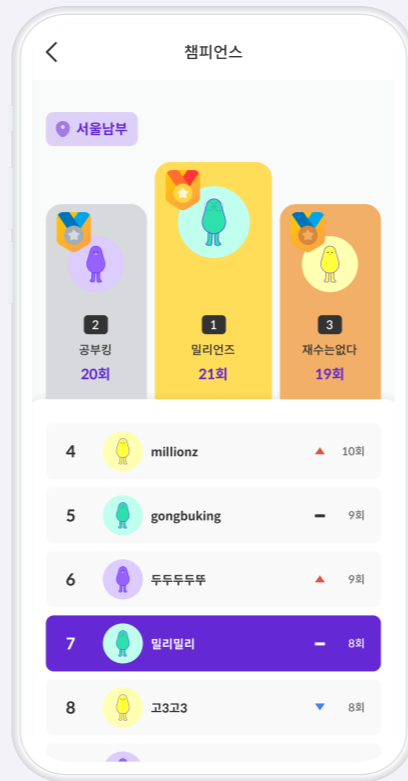 챔피언스
서울남부
2
공부킹
20회
1
밀리언즈
21회
3
재수는없다
19회
4 millionz 10회
5 gongbuking 9회
6 두두두두뚜 9회
7 밀리밀리 8회
8 고3고3 8회